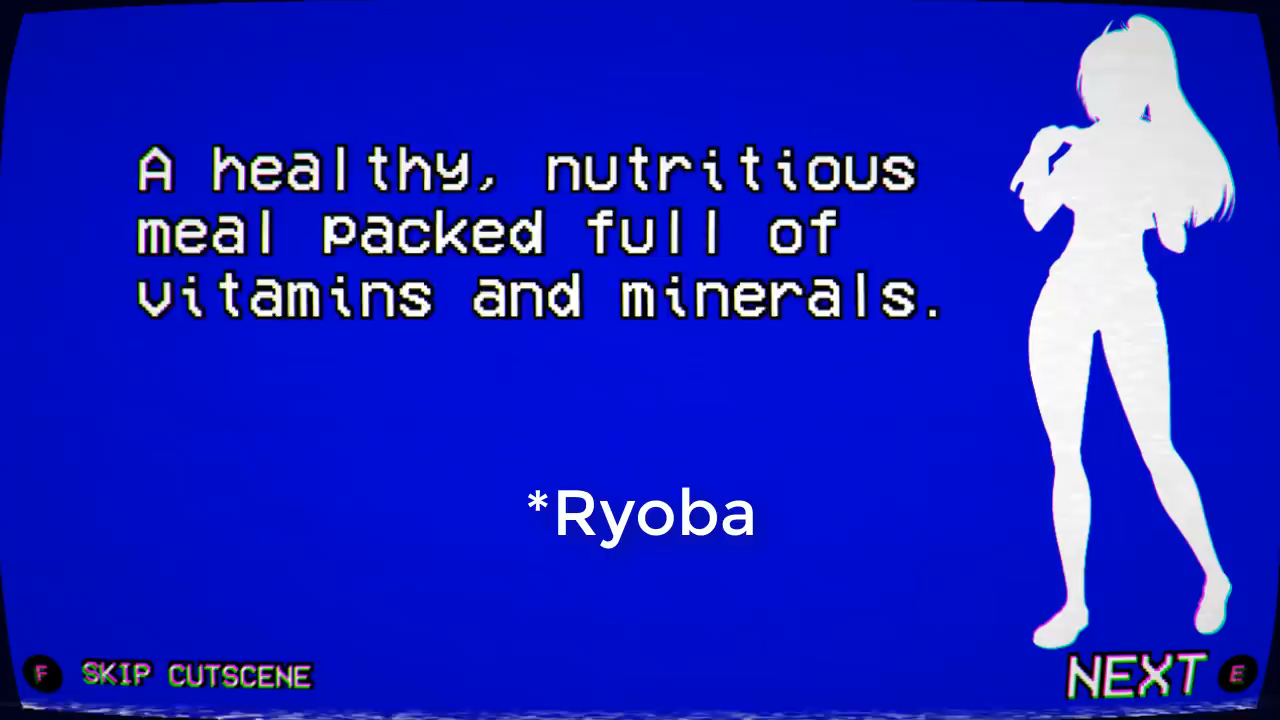 A healthy, nutritious
meal packed full of
vitamins and minerals.
*Ryoba
F SKIP CUTSCENE
NEXT E